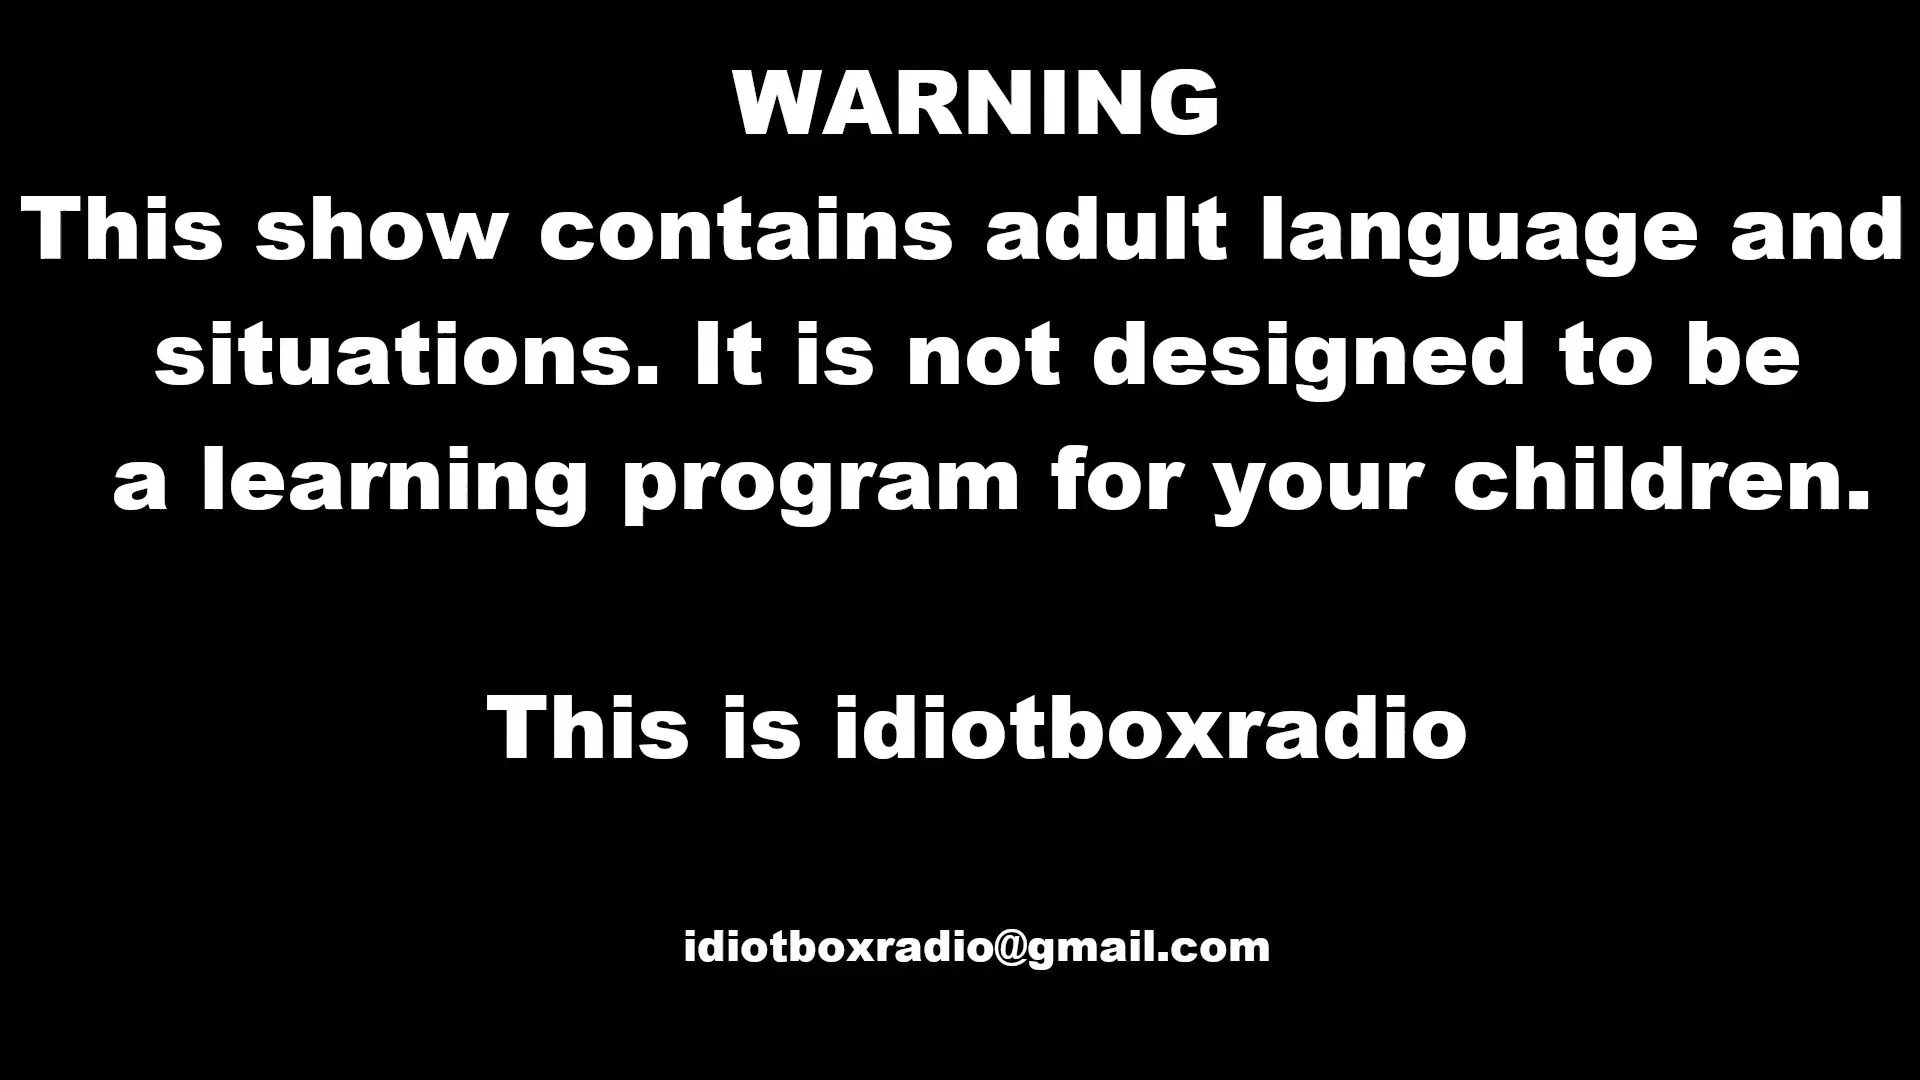 WARNING
This show contains adult language and
situations. It is not designed to be
a learning program for your children.
This is idiotboxradio
idiotboxradio@gmail.com